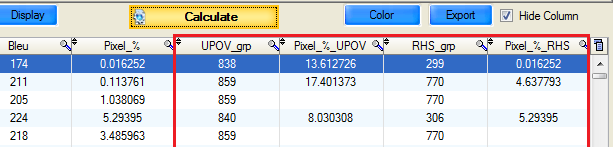 Display Calculate Color Export Hide Column
Bleu Pixel_% UPOV_grp Pixel_%_UPOV RHS_grp Pixel_%_RHS
174 0.016252 838 13.612726 299 0.016252
211 0.113761 859 17.401373 770 4.637793
205 1.038069 859 770
224 5.29395 840 8.030308 306 5.29395
218 3.485963 859 770